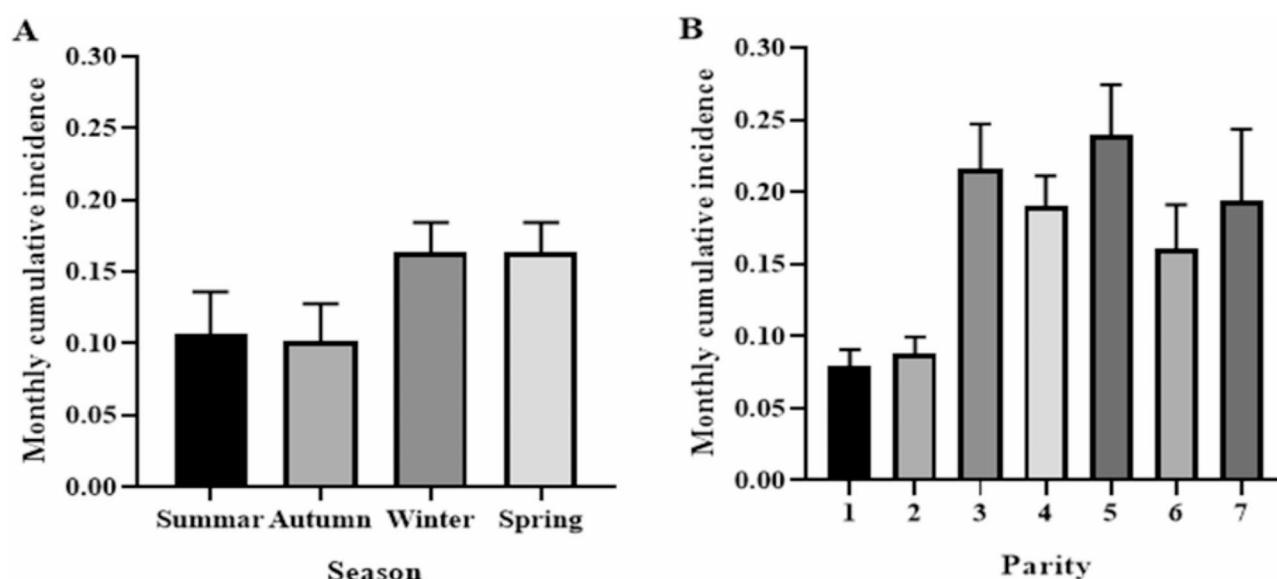 A
Monthly cumulative incidence
0.30
0.25
0.20
0.15
0.10
0.05
0.00
Summar Autumn Winter Spring
Season
B
Monthly cumulative incidence
0.30
0.25
0.20
0.15
0.10
0.05
0.00
1 2 3 4 5 6 7
Parity